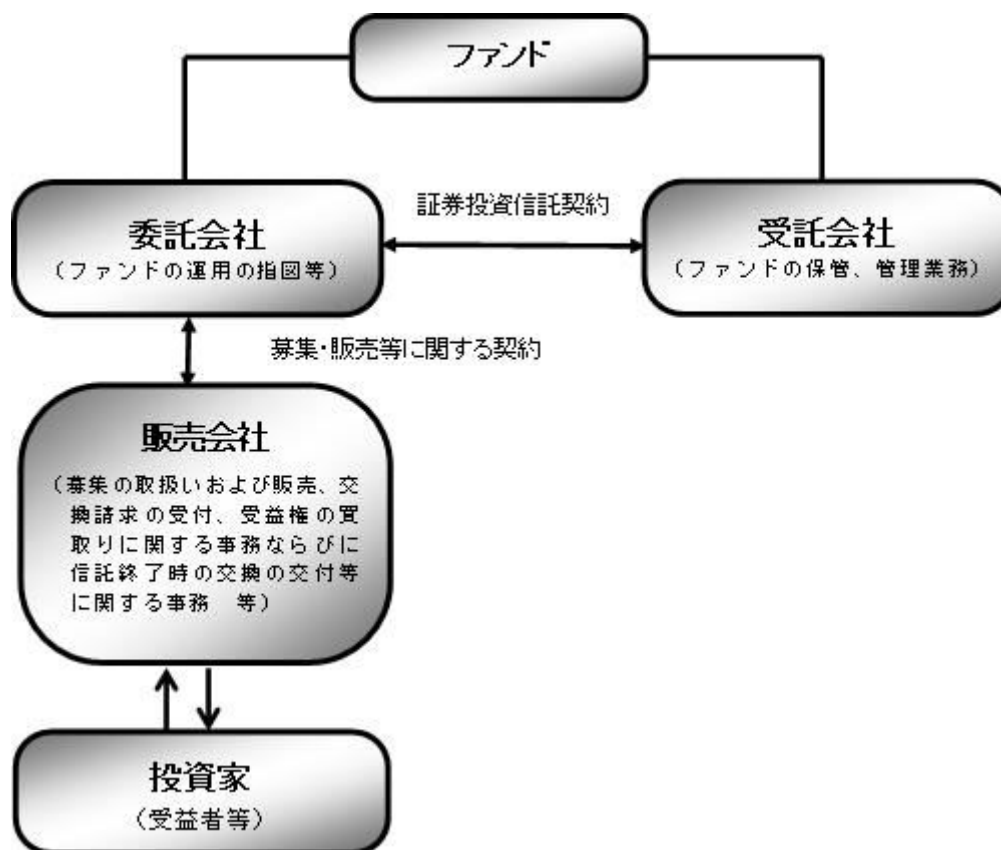 ファンド
証券投資信託契約
委託会社
(ファンドの運用の指図等)
受託会社
(ファンドの保管、管理業務)
募集・販売等に関する契約
販売会社
(募集の取扱いおよび販売、交
換請求の受付、受益権の買
取りに関する事務ならびに
信託終了時の交換の交付等
に関する事務 等)
投資家
(受益者等)